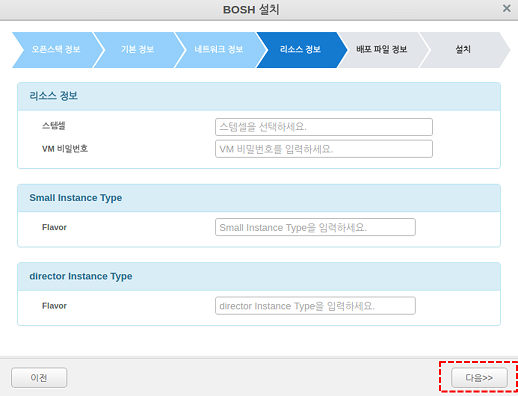 BOSH 설치
오픈스택 정보 기본 정보 네트워크 정보 리소스 정보 배포 파일 정보 설치
리소스 정보
스템셀 스템셀을 선택하세요.
VM 비밀번호 VM 비밀번호를 입력하세요.
Small Instance Type
Flavor Small Instance Type을 입력하세요.
director Instance Type
Flavor director Instance Type을 입력하세요.
이전 다음>>